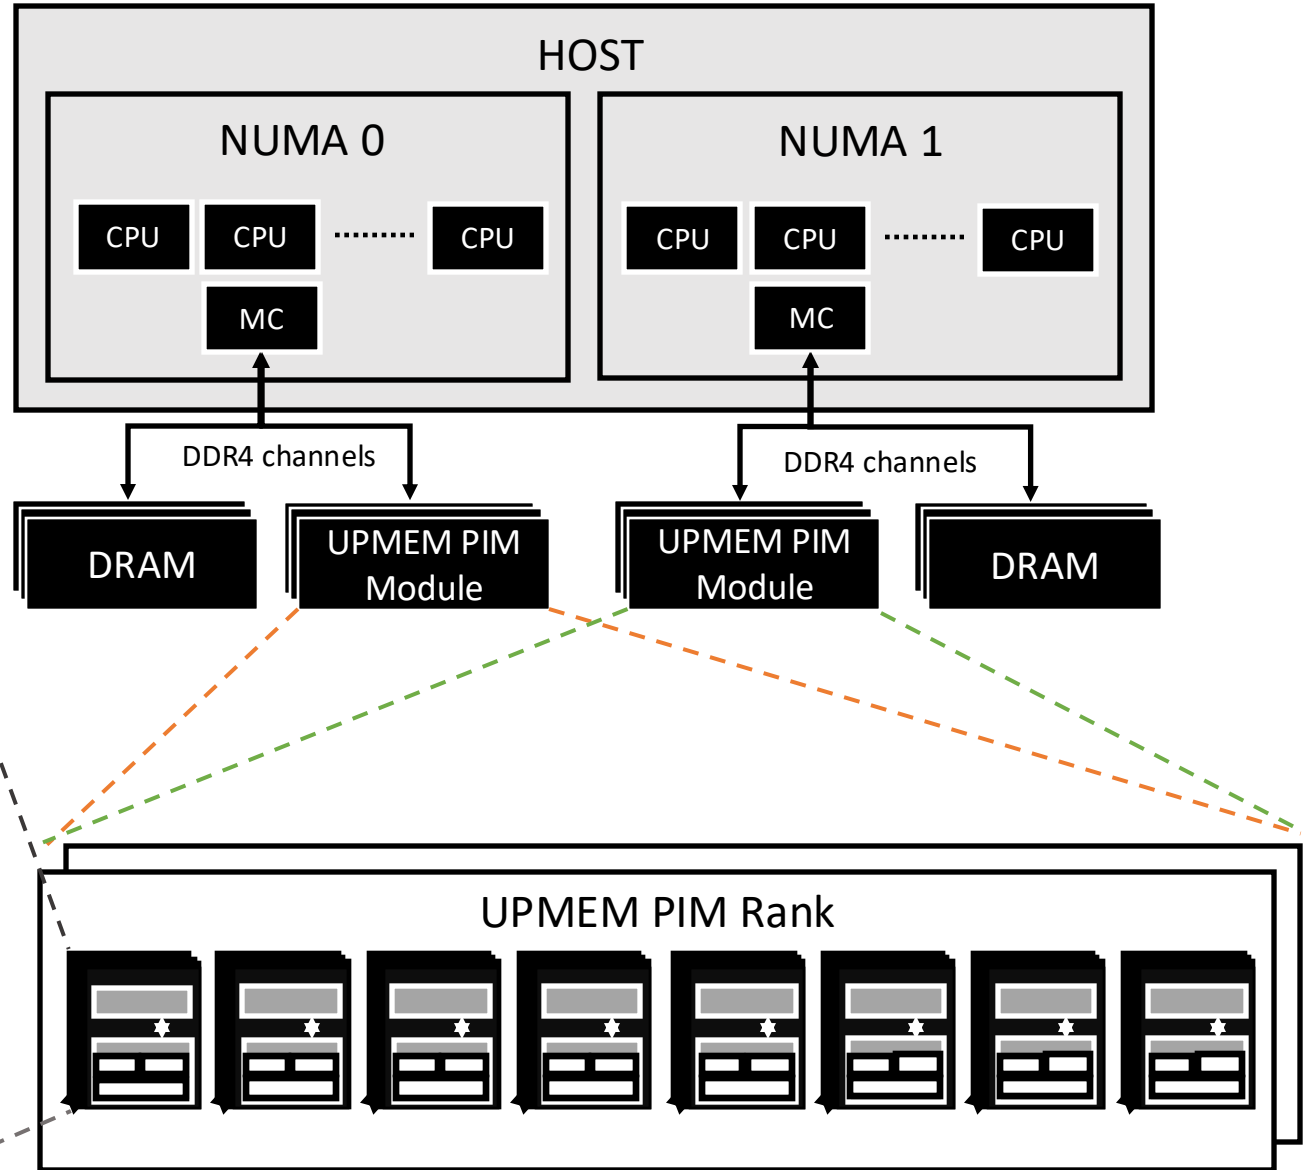 HOST
NUMA 0
NUMA 1
CPU
CPU
CPU
CPU
CPU
CPU
MC
MC
DDR4 channels
DDR4 channels
DRAM
UPMEM PIM
Module
UPMEM PIM
Module
DRAM
UPMEM PIM Rank